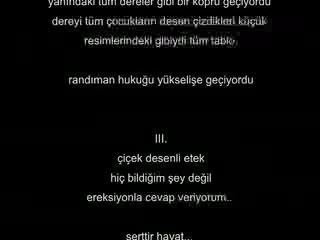 yanındaki tüm dereler gibi bir köprü geçiyordu
dereyi tüm çocukların desen çizdikleri küçük
resimlerindeki gibiydi tüm tablo.
randıman hukuğu yükselişe geçiyordu
III.
çiçek desenli etek
hiç bildiğim şey değil
ereksiyonla cevap veriyorum..
serttir hayat...